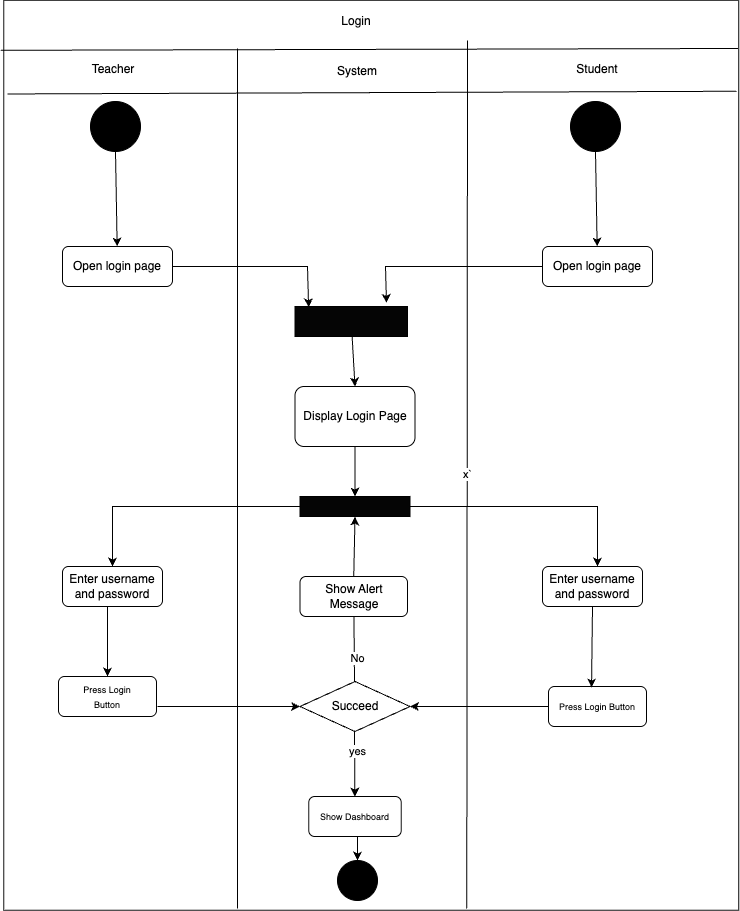 Login
Teacher
System
Student
Open login page
Open login page
Display Login Page
x`
Enter username
and password
Show Alert
Message
Enter username
and password
No
Press Login
Button
Succeed
Press Login Button
yes
Show Dashboard